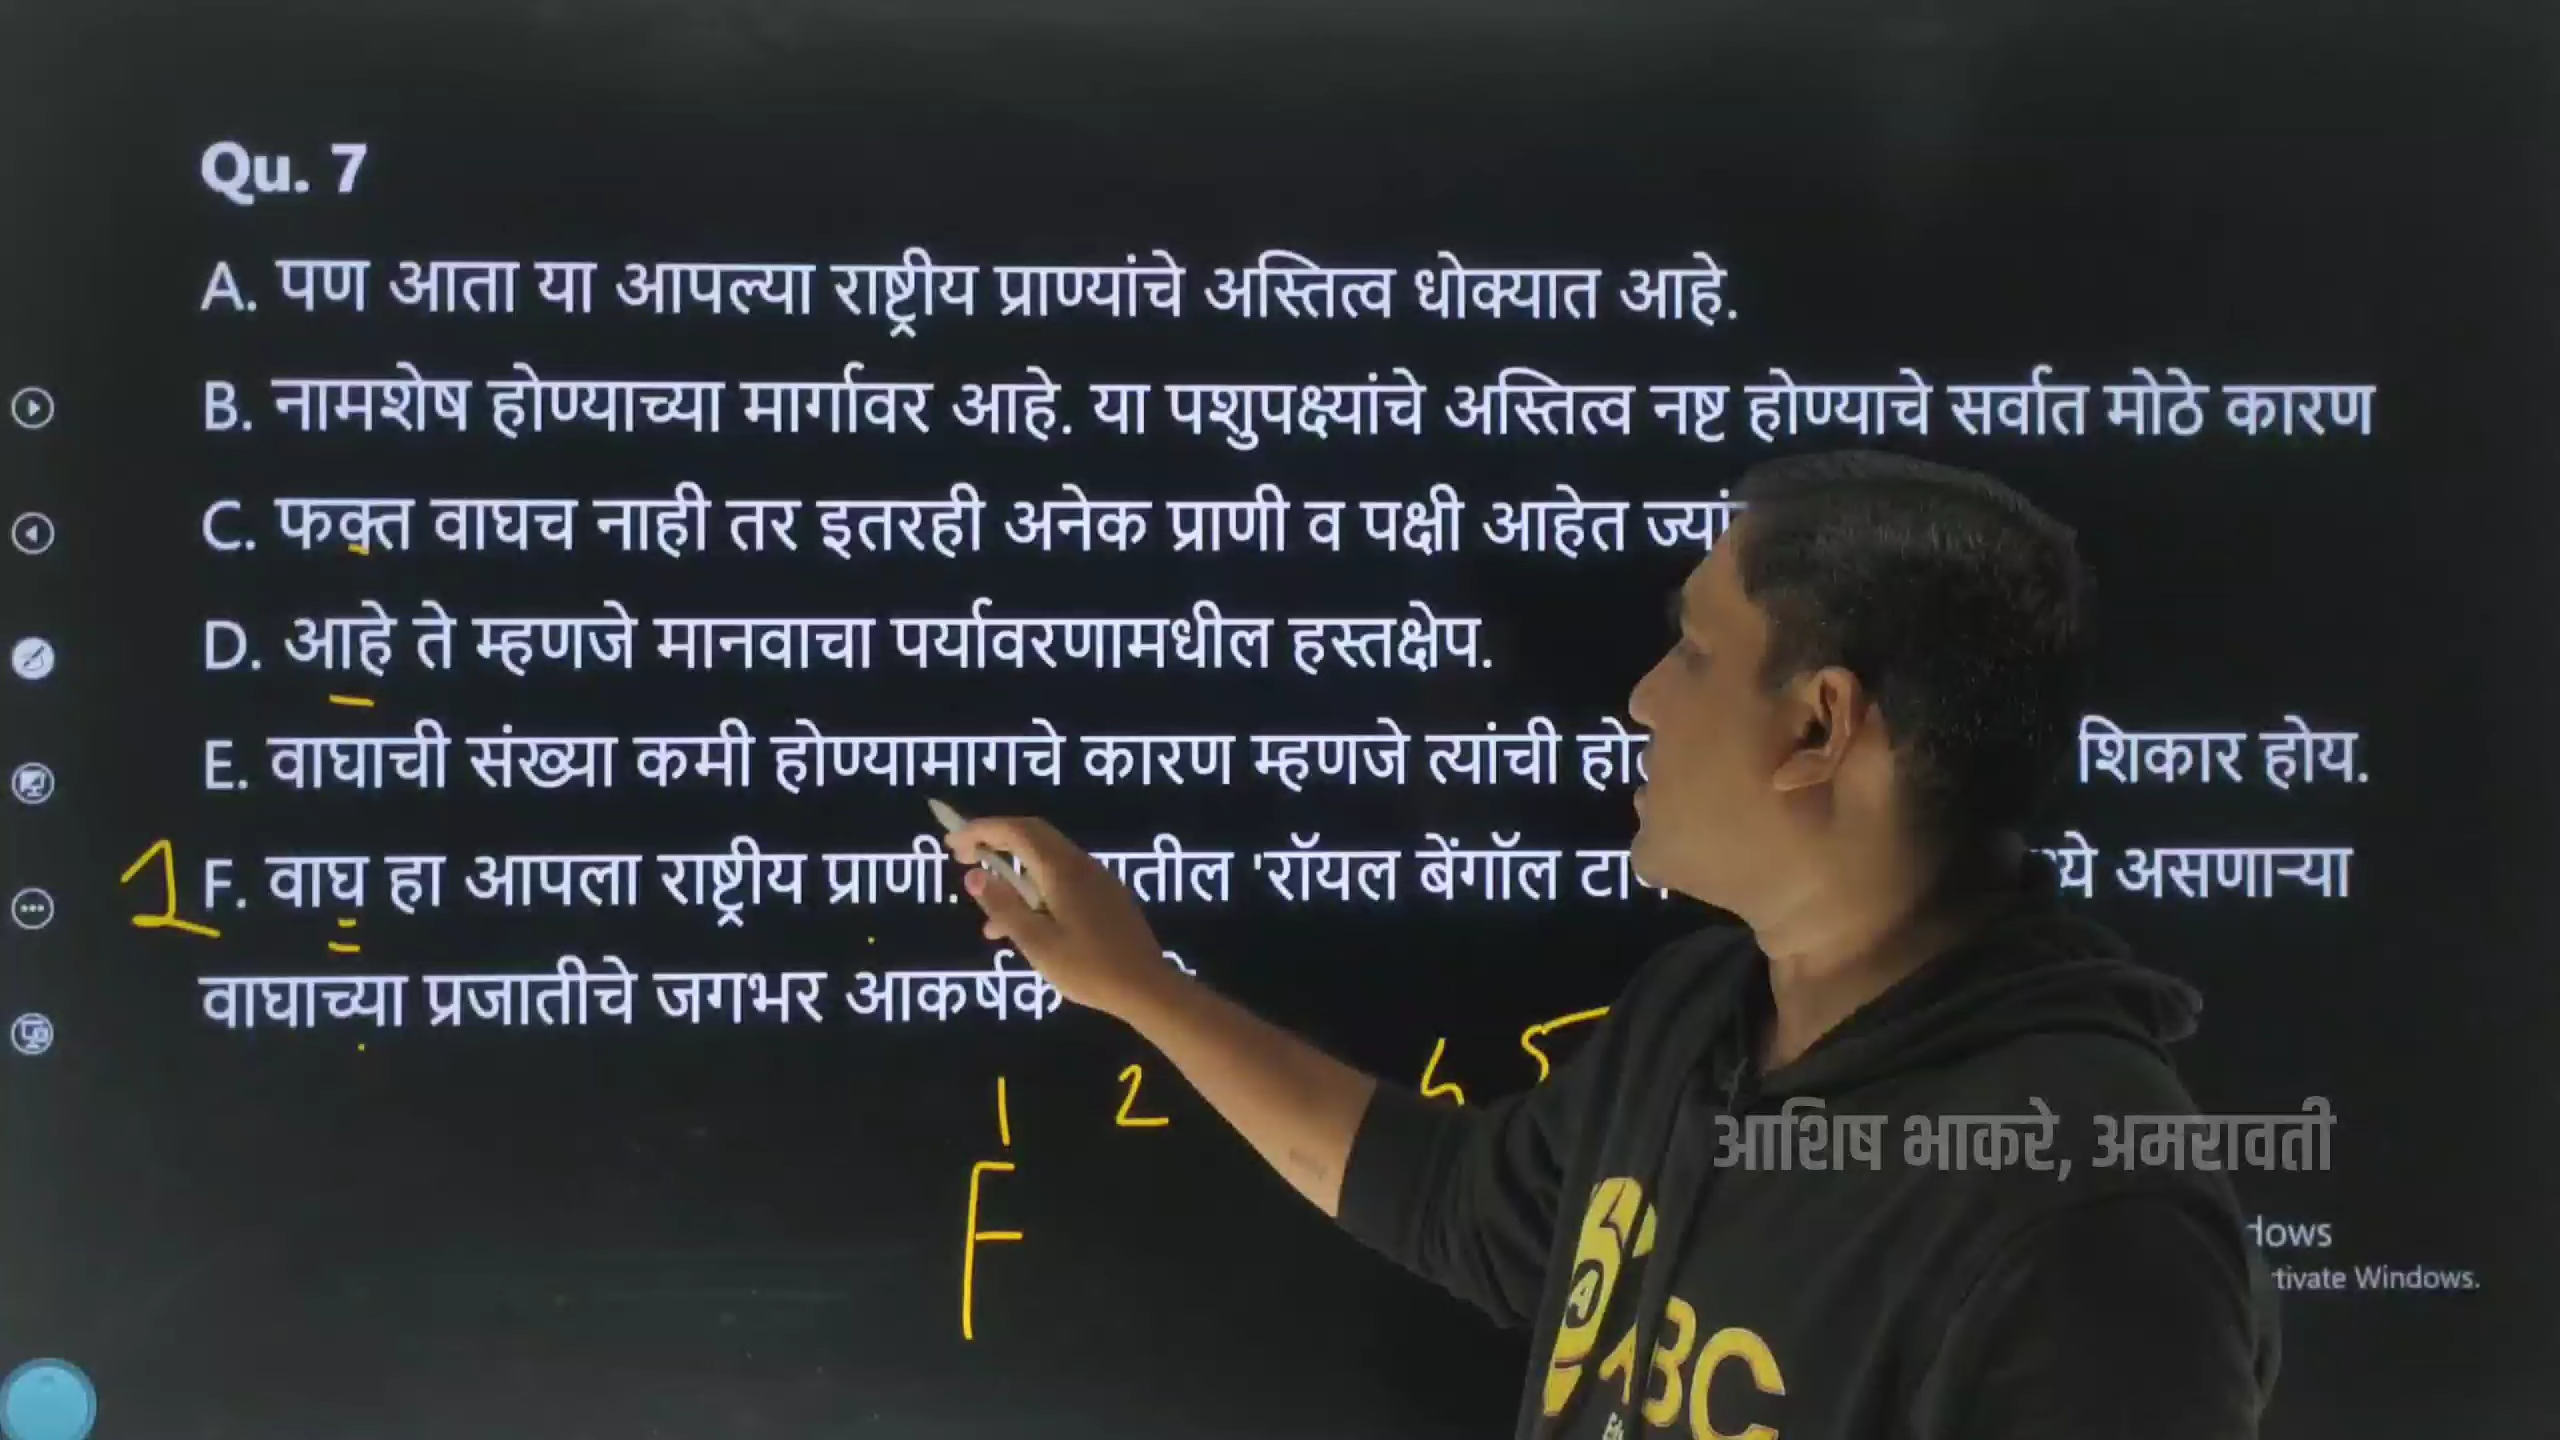 Qu. 7
A. पण आता या आपल्या राष्ट्रीय प्राण्यांचे अस्तित्व धोक्यात आहे.
B. नामशेष होण्याच्या मार्गावर आहे. या पशुपक्ष्यांचे अस्तित्व नष्ट होण्याचे सर्वात मोठे कारण
C. फक्त वाघच नाही तर इतरही अनेक प्राणी व पक्षी आहेत
D. आहे ते म्हणजे मानवाचा पर्यावरणामधील हस्तक्षेप.
E. वाघाची संख्या कमी होण्यामागचे कारण म्हणजे त्यांची शिकार होय.
1 F. वाघ हा आपला राष्ट्रीय प्राणी. 'रॉयल बेंगॉल असणाऱ्या
वाघाच्या प्रजातीचे जगभर आकर्षक
1 2 5
F
आशिष भाकरे, अमरावती
Windows.
ABC